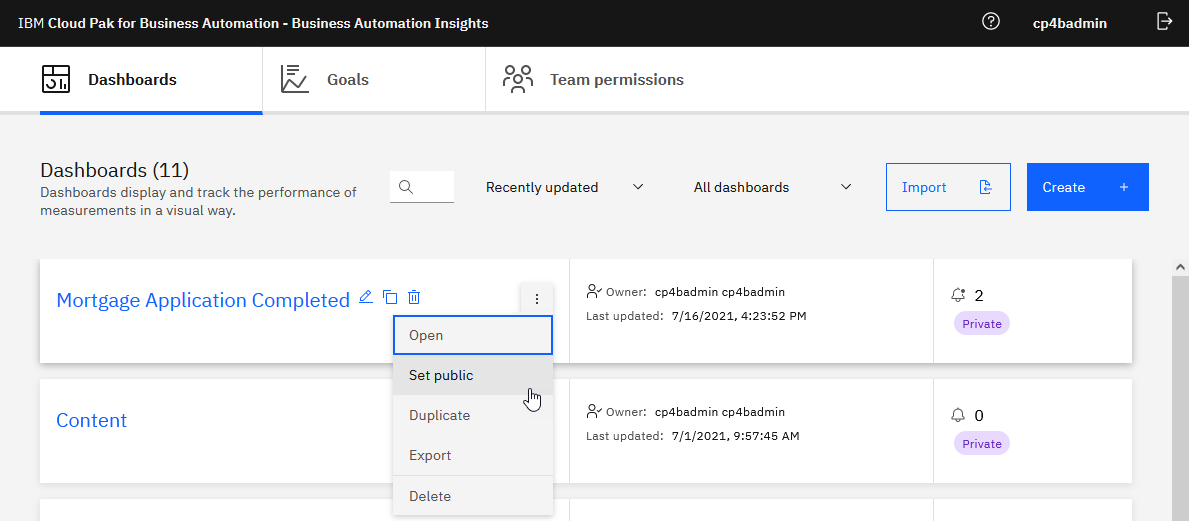 IBM Cloud Pak for Business Automation - Business Automation Insights
cp4badmin
Dashboards
Goals
Team permissions
Dashboards (11)
Dashboards display and track the performance of
measurements in a visual way.
Recently updated
All dashboards
Import
Create +
Mortgage Application Completed
Owner: cp4badmin cp4badmin
Last updated: 7/16/2021, 4:23:52 PM
2
Private
Open
Set public
Duplicate
Export
Delete
Content
Owner: cp4badmin cp4badmin
Last updated: 7/1/2021, 9:57:45 AM
0
Private